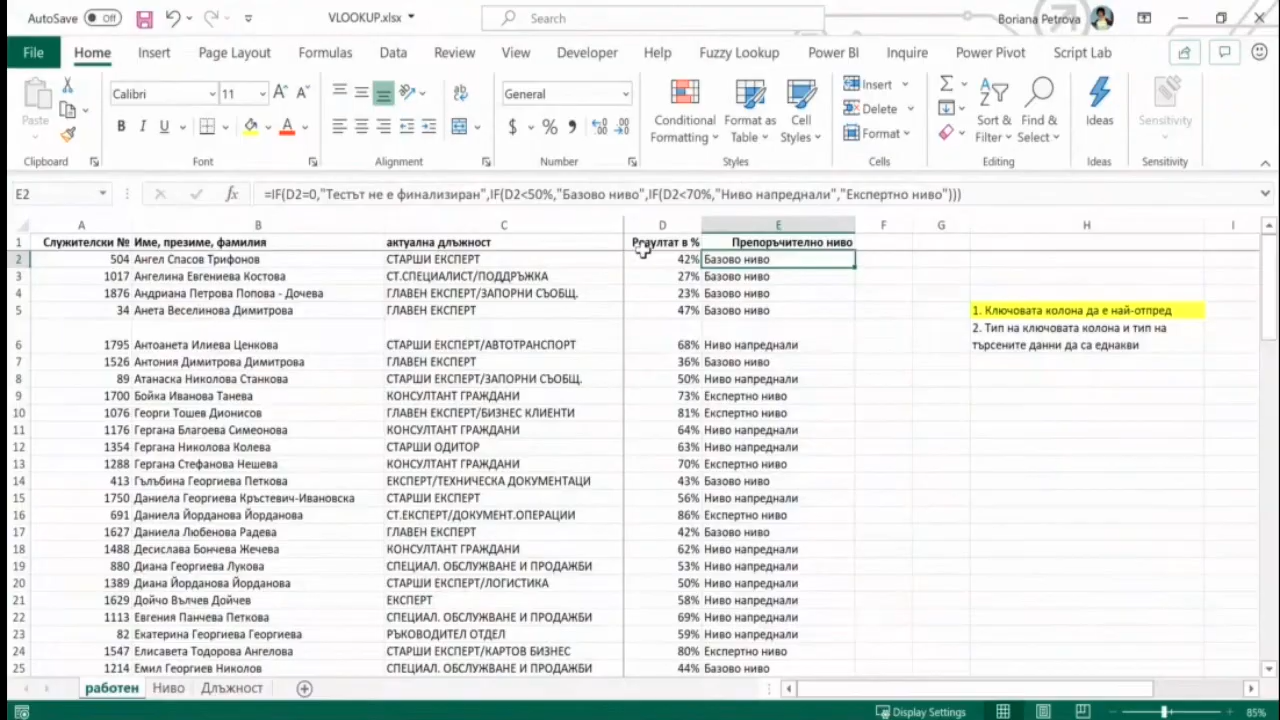 AutoSave Off VLOOKUP.xlsx Search Boriana Petrova
File Home Insert Page Layout Formulas Data Review View Developer Help Fuzzy Lookup Power BI Inquire Power Pivot Script Lab
Calibri 11 General
Paste Conditional Formatting Format as Table Cell Styles Insert Delete Format Sort & Filter Find & Select Ideas Sensitivity
Clipboard Font Alignment Number Styles Cells Editing Ideas Sensitivity
E2 =IF(D2=0,"Тестът не е финализиран",IF(D2<50%,"Базово ниво",IF(D2<70%,"Ниво напреднали","Експертно ниво")))
A B C D E F G H I
1 Служителски № Име, презиме, фамилия актуална длъжност Резултат в % Препоръчително ниво
2 504 Ангел Спасов Трифонов СТАРШИ ЕКСПЕРТ 42% Базово ниво
3 1017 Ангелина Евгениева Костова СТ.СПЕЦИАЛИСТ/ПОДДРЪЖКА 27% Базово ниво
4 1876 Андриана Петрова Попова - Дочева ГЛАВЕН ЕКСПЕРТ/ЗАПОРНИ СЪОБЩ. 23% Базово ниво
5 34 Анета Веселинова Димитрова ГЛАВЕН ЕКСПЕРТ 47% Базово ниво 1. Ключовата колона да е най-отпред
2. Тип на ключовата колона и тип на
6 1795 Антоанета Илиева Ценкова СТАРШИ ЕКСПЕРТ/АВТОТРАНСПОРТ 68% Ниво напреднали търсените данни да са еднакви
7 1526 Антония Димитрова Димитрова ГЛАВЕН ЕКСПЕРТ 36% Базово ниво
8 89 Атанаска Николова Станкова СТАРШИ ЕКСПЕРТ/ЗАПОРНИ СЪОБЩ. 50% Ниво напреднали
9 1700 Бойка Иванова Танева КОНСУЛТАНТ ГРАЖДАНИ 73% Експертно ниво
10 1076 Георги Тошев Дионисов ГЛАВЕН ЕКСПЕРТ/БИЗНЕС КЛИЕНТИ 81% Експертно ниво
11 1176 Гергана Благоева Симеонова КОНСУЛТАНТ ГРАЖДАНИ 64% Ниво напреднали
12 1354 Гергана Николова Колева СТАРШИ ОДИТОР 63% Ниво напреднали
13 1288 Гергана Стефанова Нешева КОНСУЛТАНТ ГРАЖДАНИ 70% Експертно ниво
14 413 Гълъбина Георгиева Петкова ЕКСПЕРТ/ТЕХНИЧЕСКА ДОКУМЕНТАЦИ 43% Базово ниво
15 1750 Даниела Георгиева Кръстевич-Ивановска СТАРШИ ЕКСПЕРТ 56% Ниво напреднали
16 691 Даниела Йорданова Йорданова СТ.ЕКСПЕРТ/ДОКУМЕНТ.ОПЕРАЦИИ 86% Експертно ниво
17 1627 Даниела Любенова Радева ГЛАВЕН ЕКСПЕРТ 42% Базово ниво
18 1488 Десислава Бончева Жечева КОНСУЛТАНТ ГРАЖДАНИ 62% Ниво напреднали
19 880 Диана Георгиева Лукова СПЕЦИАЛ. ОБСЛУЖВАНЕ И ПРОДАЖБИ 53% Ниво напреднали
20 1389 Диана Йорданова Йорданова СТАРШИ ЕКСПЕРТ/ЛОГИСТИКА 50% Ниво напреднали
21 1629 Дойчо Вълчев Дойчев ЕКСПЕРТ 58% Ниво напреднали
22 1113 Евгения Панчева Петкова СПЕЦИАЛ. ОБСЛУЖВАНЕ И ПРОДАЖБИ 69% Ниво напреднали
23 82 Екатерина Георгиева Георгиева РЪКОВОДИТЕЛ ОТДЕЛ 59% Ниво напреднали
24 1547 Елисавета Тодорова Ангелова СТАРШИ ЕКСПЕРТ/КАРТОВ БИЗНЕС 80% Експертно ниво
25 1214 Емил Георгиев Николов СПЕЦИАЛ. ОБСЛУЖВАНЕ И ПРОДАЖБИ 44% Базово ниво
работен Ниво Длъжност
Display Settings 85%